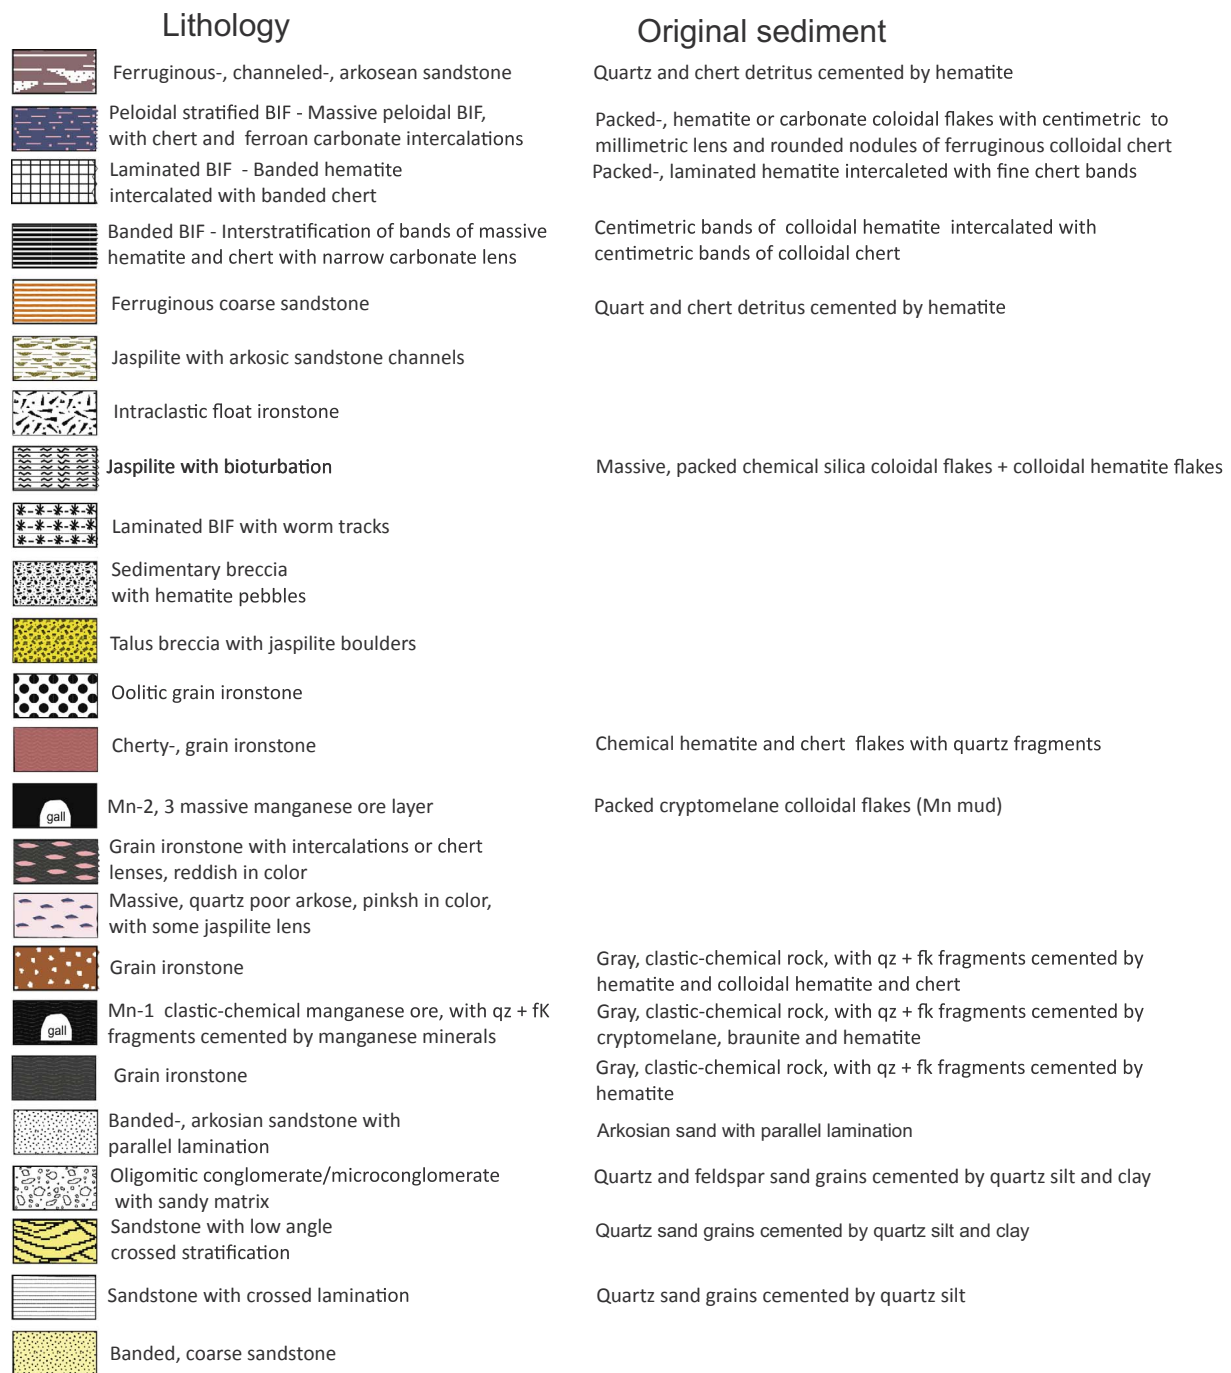 Lithology
Original sediment
Ferruginous-, channeled-, arkosean sandstone
Quartz and chert detritus cemented by hematite
Peloidal stratified BIF - Massive peloidal BIF,
with chert and ferroan carbonate intercalations
Packed-, hematite or carbonate coloidal flakes with centimetric to
millimetric lens and rounded nodules of ferruginous colloidal chert
Laminated BIF - Banded hematite
intercalated with banded chert
Packed-, laminated hematite intercaleted with fine chert bands
Banded BIF - Interstratification of bands of massive
hematite and chert with narrow carbonate lens
Centimetric bands of colloidal hematite intercalated with
centimetric bands of colloidal chert
Ferruginous coarse sandstone
Quart and chert detritus cemented by hematite
Jaspilite with arkosic sandstone channels
Intraclastic float ironstone
Jaspilite with bioturbation
Massive, packed chemical silica coloidal flakes + colloidal hematite flakes
Laminated BIF with worm tracks
Sedimentary breccia
with hematite pebbles
Talus breccia with jaspilite boulders
Oolitic grain ironstone
Cherty-, grain ironstone
Chemical hematite and chert flakes with quartz fragments
gall
Mn-2, 3 massive manganese ore layer
Packed cryptomelane colloidal flakes (Mn mud)
Grain ironstone with intercalations or chert
lenses, reddish in color
Massive, quartz poor arkose, pinksh in color,
with some jaspilite lens
Grain ironstone
Gray, clastic-chemical rock, with qz + fk fragments cemented by
hematite and colloidal hematite and chert
gall
Mn-1 clastic-chemical manganese ore, with qz + fK
fragments cemented by manganese minerals
Gray, clastic-chemical rock, with qz + fk fragments cemented by
cryptomelane, braunite and hematite
Grain ironstone
Gray, clastic-chemical rock, with qz + fk fragments cemented by
hematite
Banded-, arkosian sandstone with
parallel lamination
Arkosian sand with parallel lamination
Oligomitic conglomerate/microconglomerate
with sandy matrix
Quartz and feldspar sand grains cemented by quartz silt and clay
Sandstone with low angle
crossed stratification
Quartz sand grains cemented by quartz silt and clay
Sandstone with crossed lamination
Quartz sand grains cemented by quartz silt
Banded, coarse sandstone